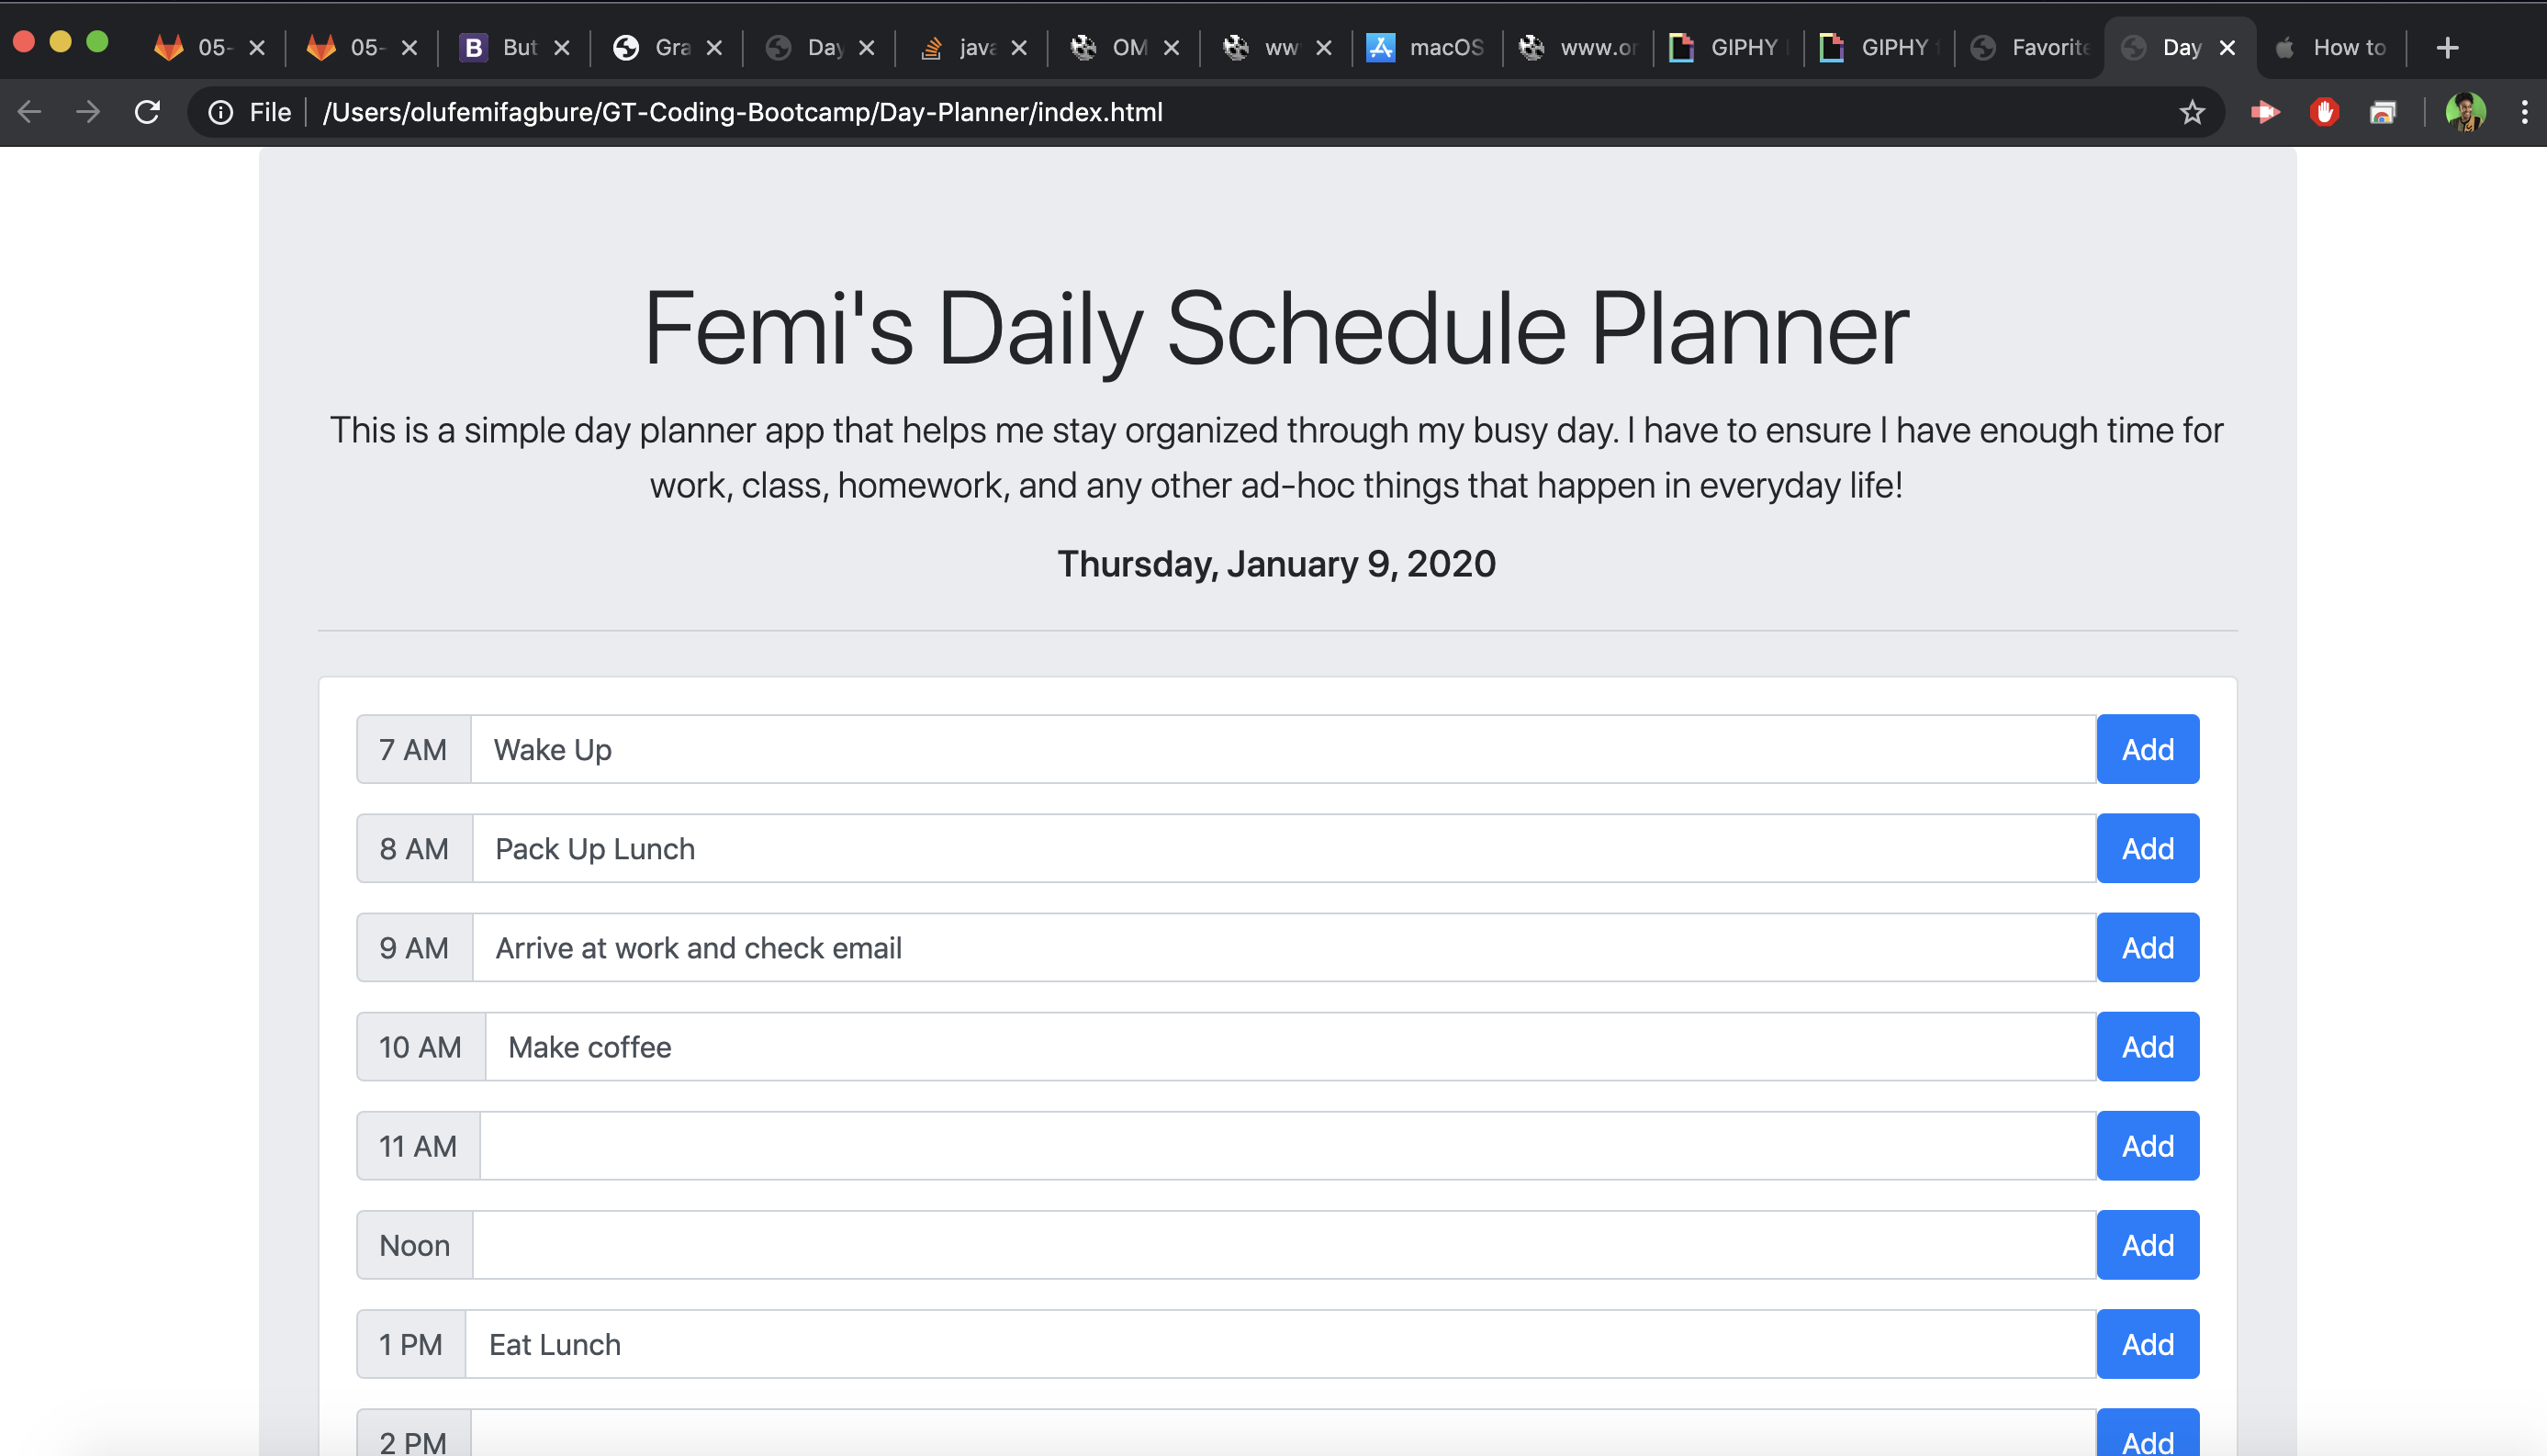 05- 05- But Gra Day java OM ww macOS www.or GIPHY GIPHY Favorite Day How to
File /Users/olufemifagbure/GT-Coding-Bootcamp/Day-Planner/index.html
Femi's Daily Schedule Planner
This is a simple day planner app that helps me stay organized through my busy day. I have to ensure I have enough time for
work, class, homework, and any other ad-hoc things that happen in everyday life!
Thursday, January 9, 2020
7 AM Wake Up Add
8 AM Pack Up Lunch Add
9 AM Arrive at work and check email Add
10 AM Make coffee Add
11 AM Add
Noon Add
1 PM Eat Lunch Add
2 PM Add